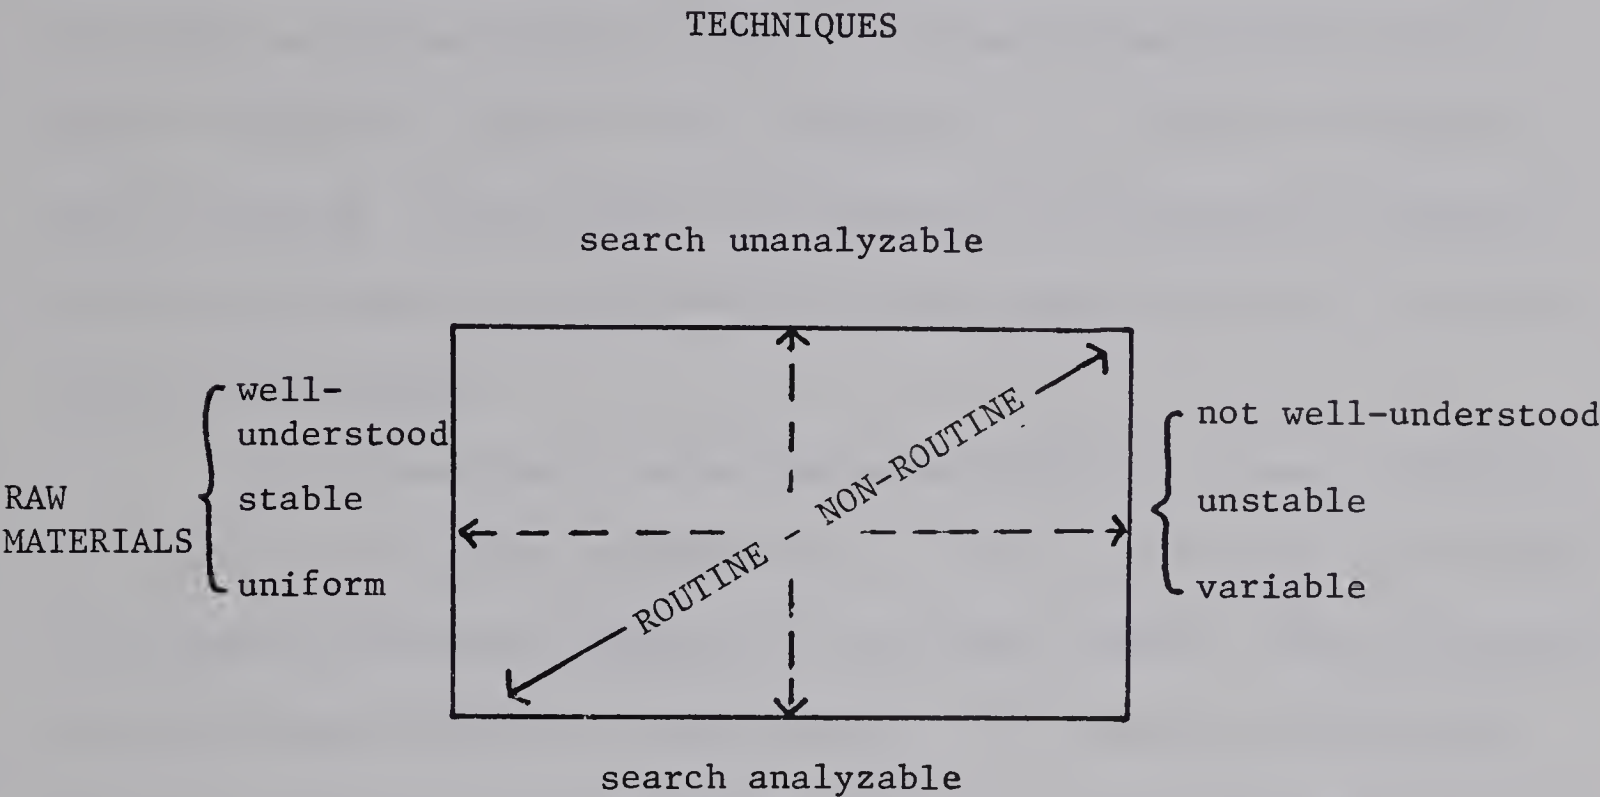 TECHNIQUES
search unanalyzable
well-
understood
stable
uniform
RAW
MATERIALS
NON-ROUTINE
ROUTINE
not well-understood
unstable
variable
search analyzable